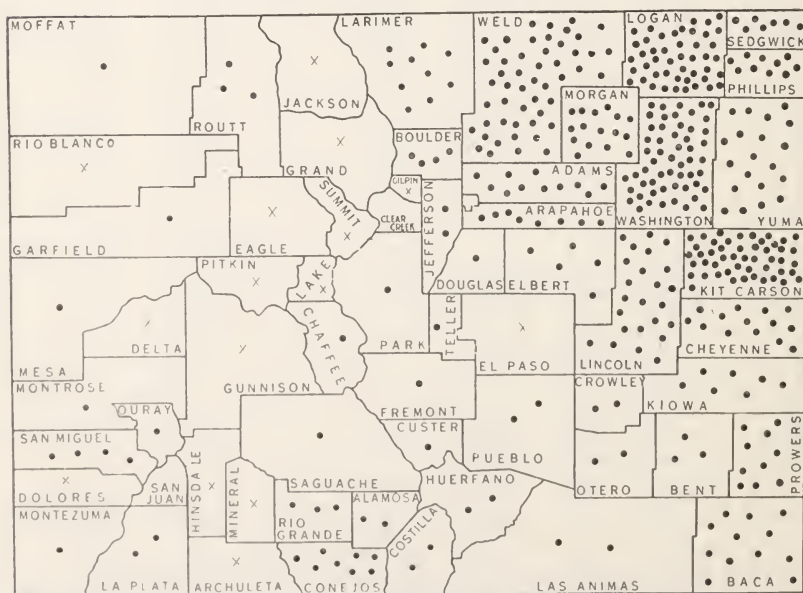 MOFFAT
LARIMER
WELD
LOGAN
SEDGWICK
PHILLIPS
ROUTT
JACKSON
MORGAN
RIO BLANCO
GRAND
BOULDER
GILPIN
ADAMS
SUMMIT
CLEAR
CREEK
JEFFERSON
ARAPAHOE
WASHINGTON
YUMA
GARFIELD
EAGLE
PITKIN
LAKE
DOUGLAS
ELBERT
KIT CARSON
CHAFFEE
PARK
TELLER
DELTA
MESA
GUNNISON
EL PASO
LINCOLN
CHEYENNE
MONTROSE
OURAY
FREMONT
CROWLEY
KIOWA
CUSTER
SAN MIGUEL
PUEBLO
PROWERS
DOLORES
SAN
JUAN
HINSDALE
MINERAL
SAGUACHE
ALAMOSA
HUERFANO
OTERO
BENT
MONTEZUMA
RIO
GRANDE
COSTILLA
LA PLATA
ARCHULETA
CONEJOS
LAS ANIMAS
BACA